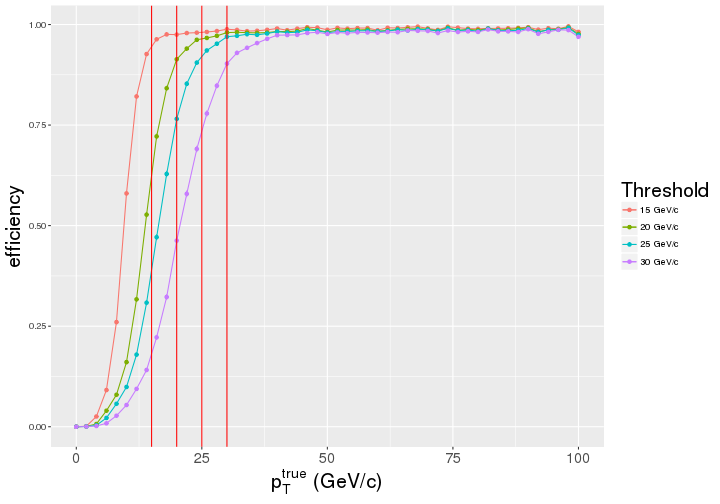 1.00
0.75
0.50
0.25
0.00
efficiency
0 25 50 75 100
p_T^true (GeV/c)
Threshold
15 GeV/c
20 GeV/c
25 GeV/c
30 GeV/c